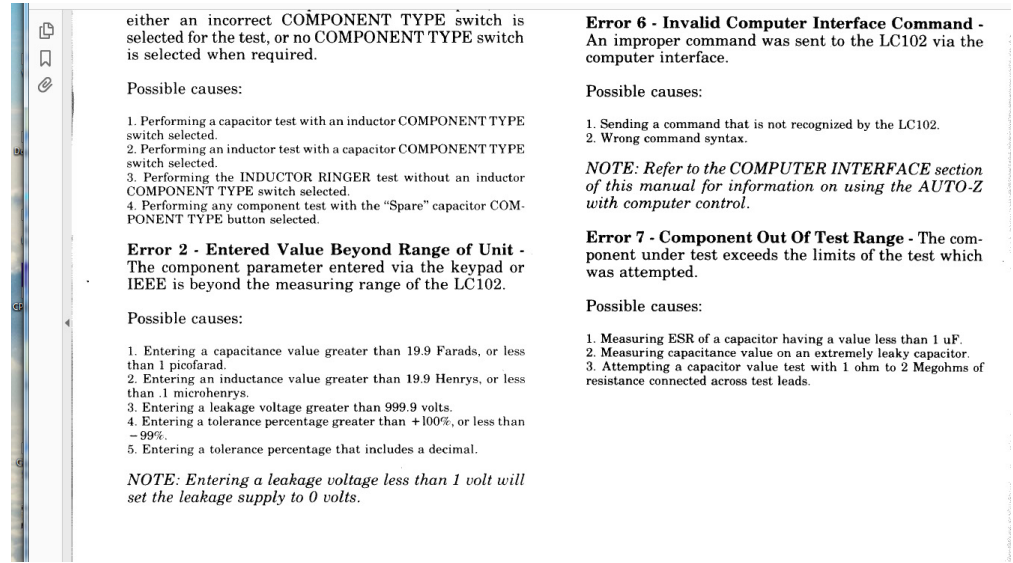 either an incorrect COMPONENT TYPE switch is
selected for the test, or no COMPONENT TYPE switch
is selected when required.
Possible causes:
1. Performing a capacitor test with an inductor COMPONENT TYPE
switch selected.
2. Performing an inductor test with a capacitor COMPONENT TYPE
switch selected.
3. Performing the INDUCTOR RINGER test without an inductor
COMPONENT TYPE switch selected.
4. Performing any component test with the “Spare” capacitor COM-
PONENT TYPE button selected.
Error 2 - Entered Value Beyond Range of Unit -
The component parameter entered via the keypad or
IEEE is beyond the measuring range of the LC102.
Possible causes:
1. Entering a capacitance value greater than 19.9 Farads, or less
than 1 picofarad.
2. Entering an inductance value greater than 19.9 Henrys, or less
than .1 microhenrys.
3. Entering a leakage voltage greater than 999.9 volts.
4. Entering a tolerance percentage greater than +100%, or less than
−99%.
5. Entering a tolerance percentage that includes a decimal.
NOTE: Entering a leakage voltage less than 1 volt will
set the leakage supply to 0 volts.
Error 6 - Invalid Computer Interface Command -
An improper command was sent to the LC102 via the
computer interface.
Possible causes:
1. Sending a command that is not recognized by the LC102.
2. Wrong command syntax.
NOTE: Refer to the COMPUTER INTERFACE section
of this manual for information on using the AUTO-Z
with computer control.
Error 7 - Component Out Of Test Range - The com-
ponent under test exceeds the limits of the test which
was attempted.
Possible causes:
1. Measuring ESR of a capacitor having a value less than 1 uF.
2. Measuring capacitance value on an extremely leaky capacitor.
3. Attempting a capacitor value test with 1 ohm to 2 Megohms of
resistance connected across test leads.